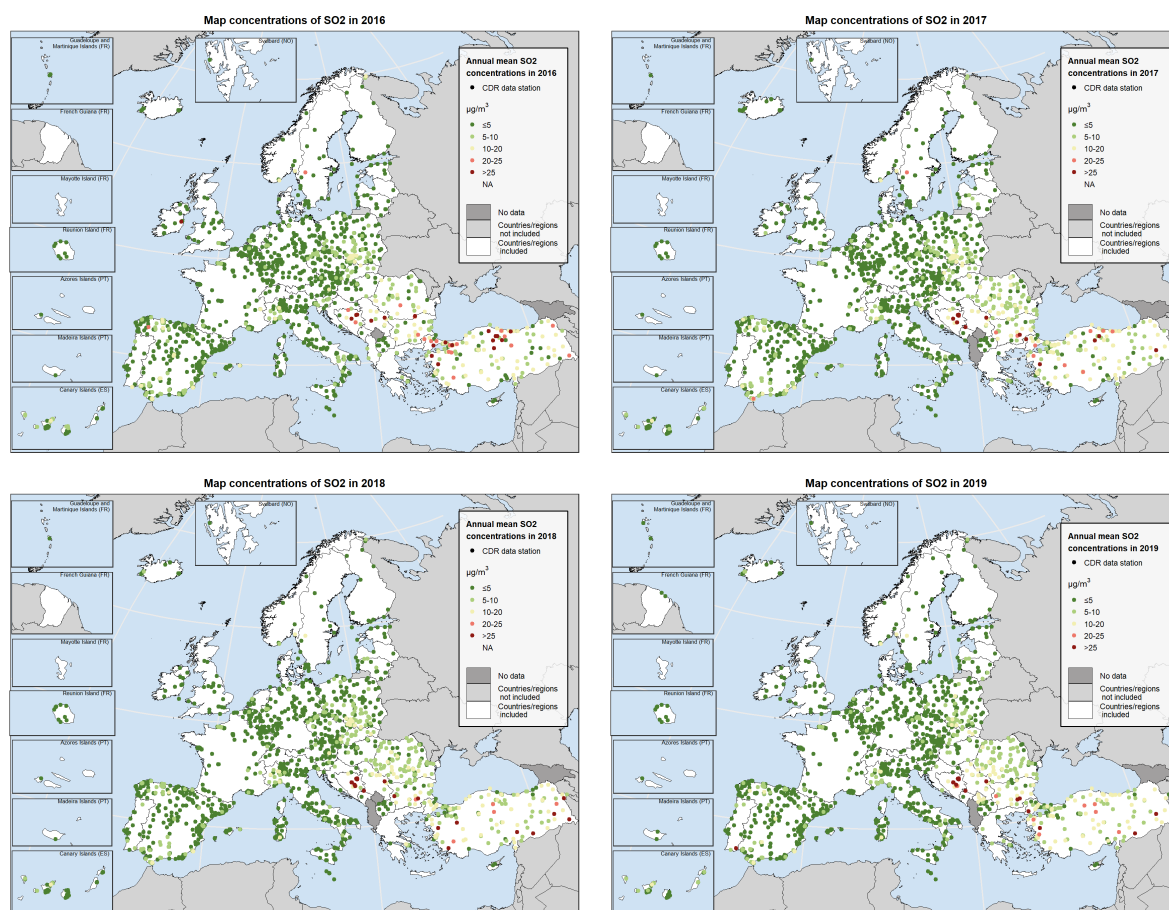 Map concentrations of SO2 in 2016
Guadeloupe and
Martinique Islands (FR)
Svalbard (NO)
French Guiana (FR)
Mayotte Island (FR)
Reunion Island (FR)
Azores Islands (PT)
Madeira Islands (PT)
Canary Islands (ES)
Annual mean SO2
concentrations in 2016
CDR data station
µg/m³
≤5
5-10
10-20
20-25
>25
NA
No data
Countries/regions
not included
Countries/regions
included
Map concentrations of SO2 in 2017
Guadeloupe and
Martinique Islands (FR)
Svalbard (NO)
French Guiana (FR)
Mayotte Island (FR)
Reunion Island (FR)
Azores Islands (PT)
Madeira Islands (PT)
Canary Islands (ES)
Annual mean SO2
concentrations in 2017
CDR data station
µg/m³
≤5
5-10
10-20
20-25
>25
NA
No data
Countries/regions
not included
Countries/regions
included
Map concentrations of SO2 in 2018
Guadeloupe and
Martinique Islands (FR)
Svalbard (NO)
French Guiana (FR)
Mayotte Island (FR)
Reunion Island (FR)
Azores Islands (PT)
Madeira Islands (PT)
Canary Islands (ES)
Annual mean SO2
concentrations in 2018
CDR data station
µg/m³
≤5
5-10
10-20
20-25
>25
NA
No data
Countries/regions
not included
Countries/regions
included
Map concentrations of SO2 in 2019
Guadeloupe and
Martinique Islands (FR)
Svalbard (NO)
French Guiana (FR)
Mayotte Island (FR)
Reunion Island (FR)
Azores Islands (PT)
Madeira Islands (PT)
Canary Islands (ES)
Annual mean SO2
concentrations in 2019
CDR data station
µg/m³
≤5
5-10
10-20
20-25
>25
No data
Countries/regions
not included
Countries/regions
included